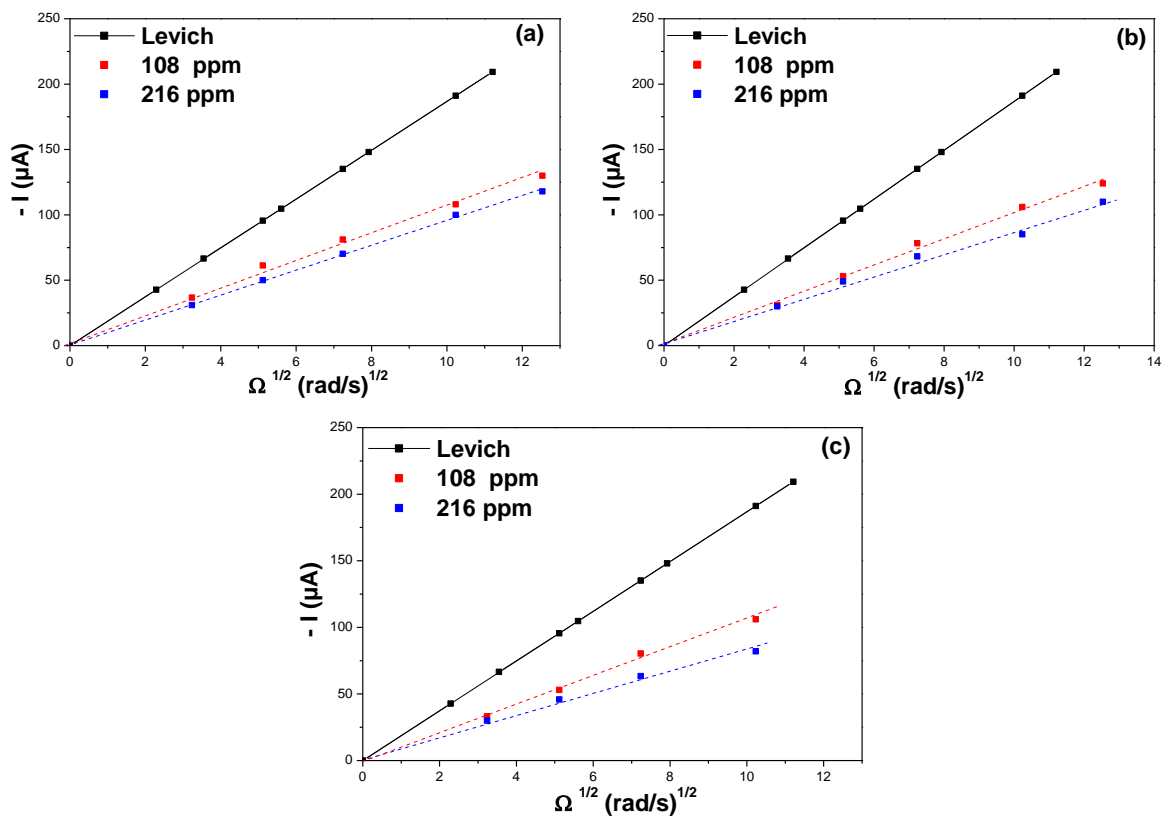 (a)
Levich
108 ppm
216 ppm
- I (µA)
250
200
150
100
50
0
0 2 4 6 8 10 12
Ω 1/2 (rad/s)1/2
(b)
Levich
108 ppm
216 ppm
- I (µA)
250
200
150
100
50
0
0 2 4 6 8 10 12 14
Ω 1/2 (rad/s)1/2
(c)
Levich
108 ppm
216 ppm
- I (µA)
250
200
150
100
50
0
0 2 4 6 8 10 12
Ω 1/2 (rad/s)1/2